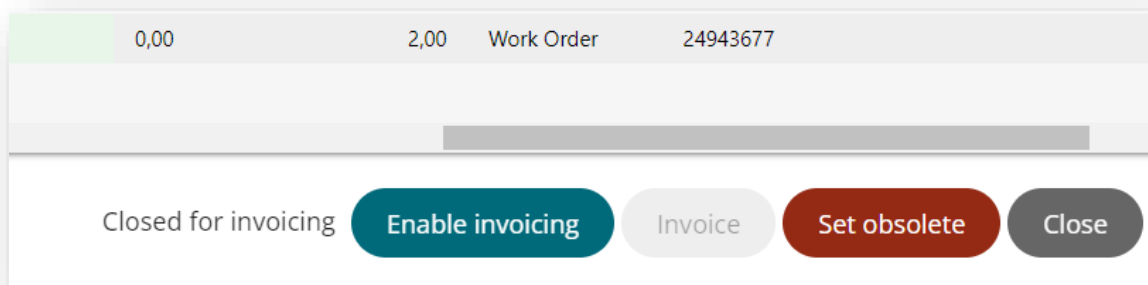 0,00 2,00 Work Order 24943677
Closed for invoicing Enable invoicing Invoice Set obsolete Close